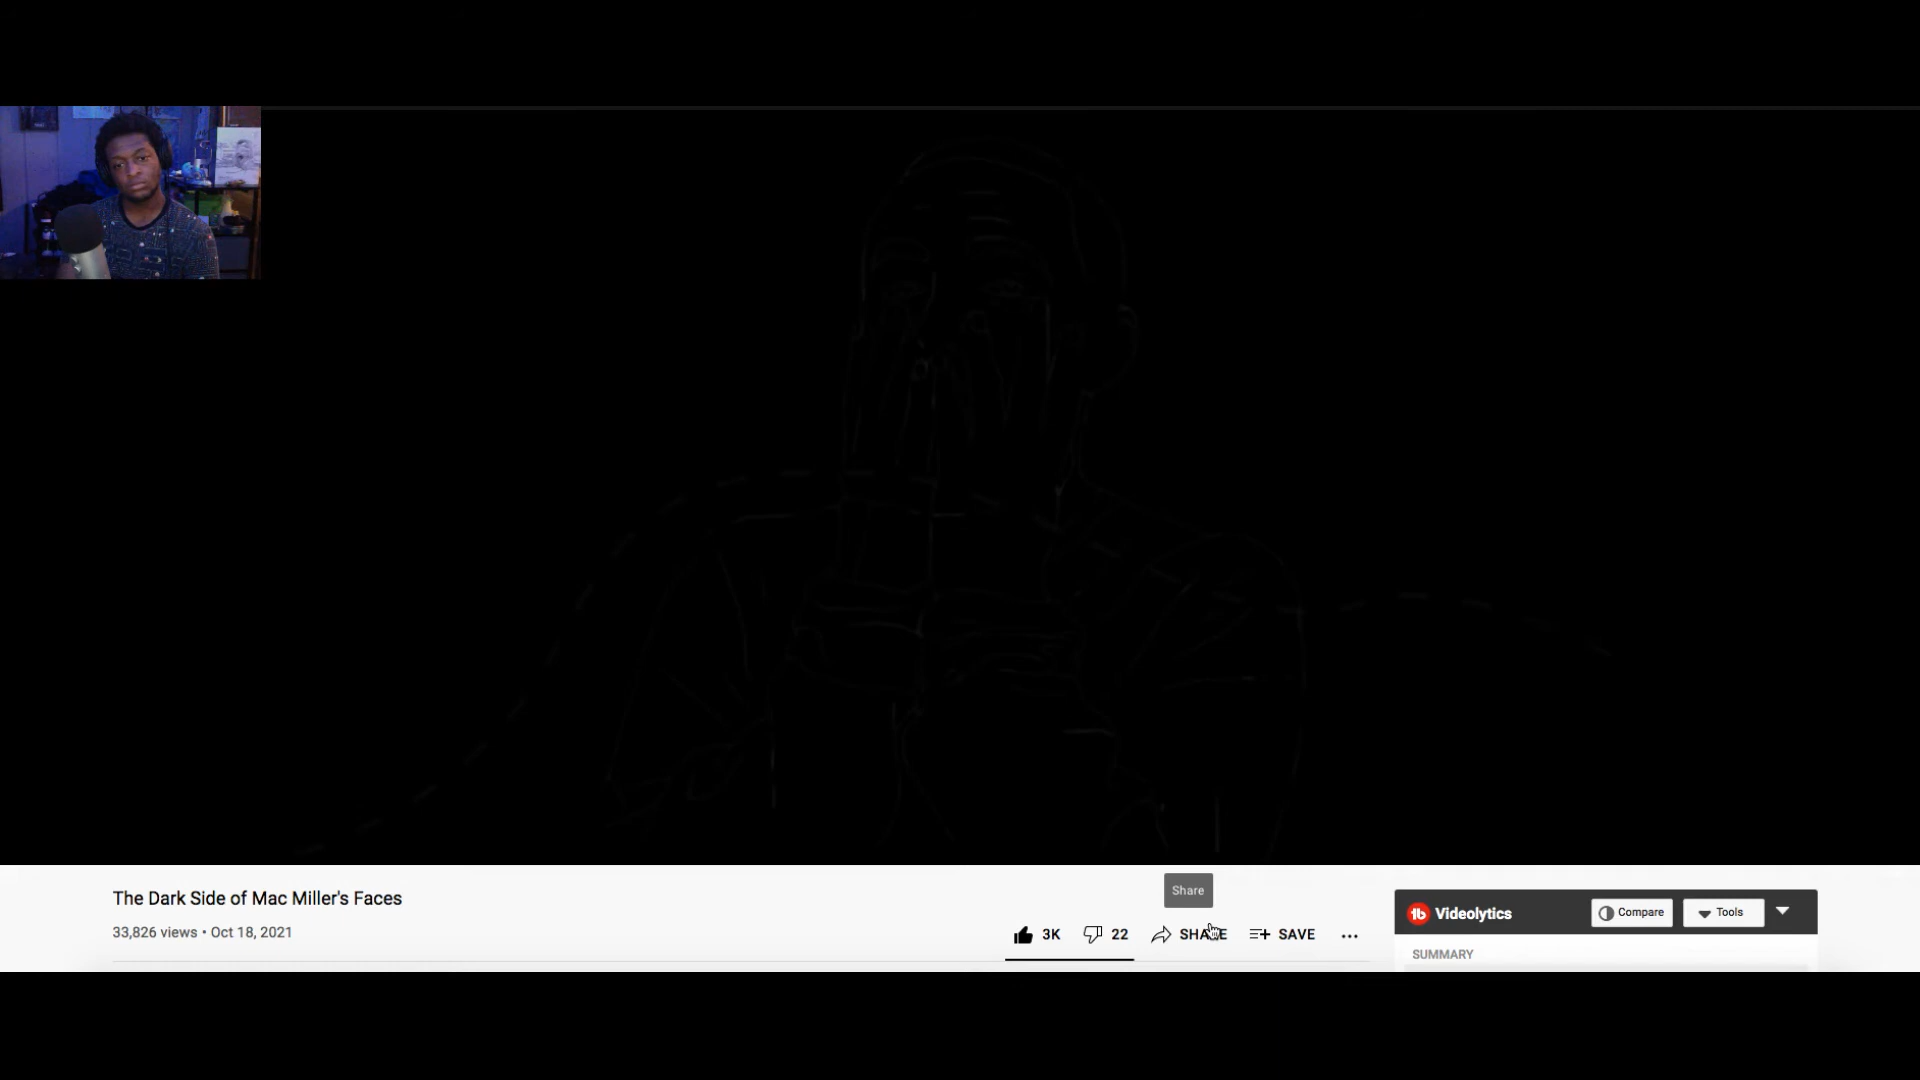 The Dark Side of Mac Miller's Faces
33,826 views • Oct 18, 2021
Share
3K 22 SHARE SAVE
tb Videolytics Compare Tools
SUMMARY